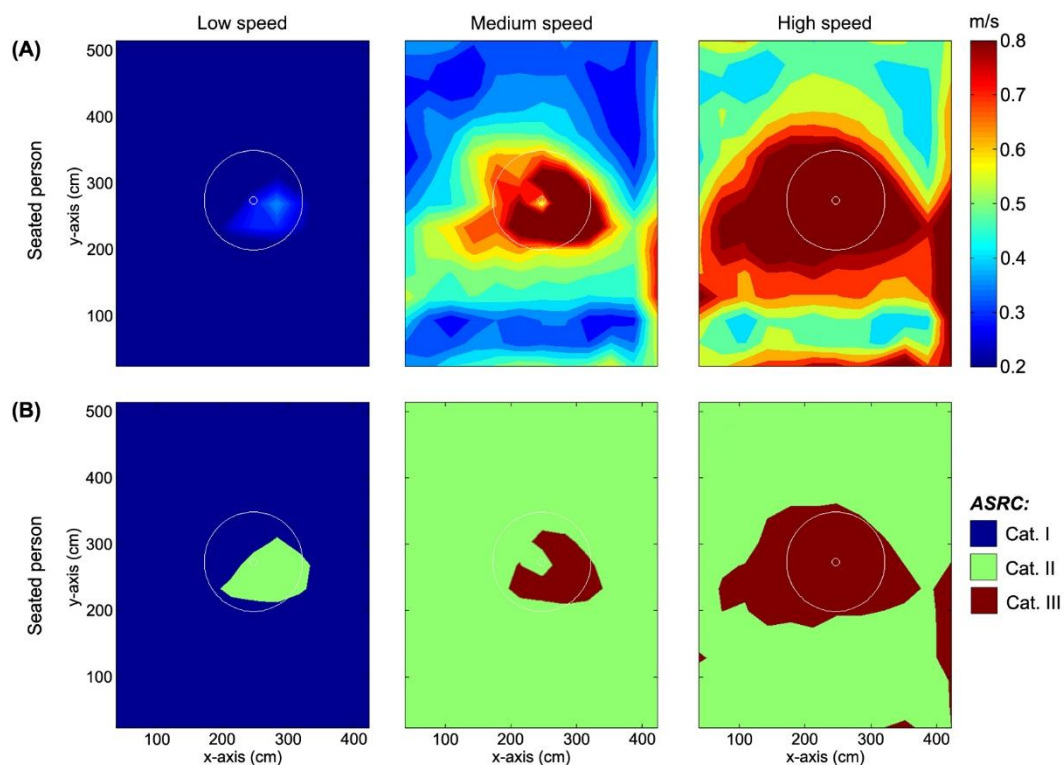 Low speed Medium speed High speed m/s
(A)
Seated person
y-axis (cm)
500
400
300
200
100
0.8
0.7
0.6
0.5
0.4
0.3
0.2
(B)
Seated person
y-axis (cm)
500
400
300
200
100
ASRC:
Cat. I
Cat. II
Cat. III
100 200 300 400 100 200 300 400 100 200 300 400
x-axis (cm) x-axis (cm) x-axis (cm)